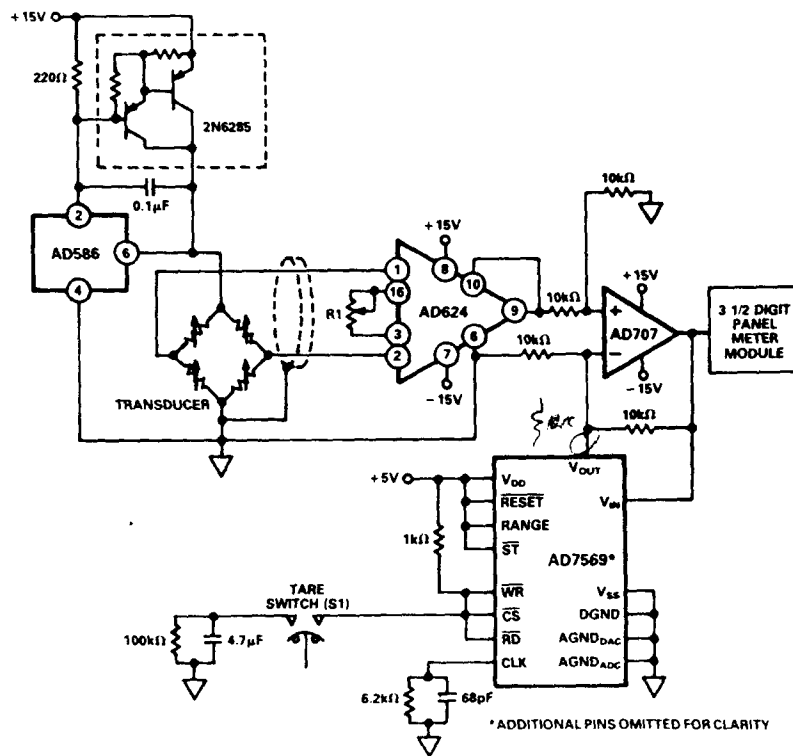 +15V
220Ω
2N6285
0.1µF
2
AD586
6
4
TRANSDUCER
R1
1
16
3
2
+15V
8
10
AD624
9
6
7
−15V
10kΩ
10kΩ
10kΩ
+15V
+
AD707
−
−15V
3 1/2 DIGIT
PANEL
METER
MODULE
10kΩ
+5V
1kΩ
VOUT
VDD
RESET
RANGE
ST
VIN
AD7569*
WR
CS
RD
CLK
VSS
DGND
AGNDDAC
AGNDADC
TARE
SWITCH (S1)
100kΩ
4.7µF
6.2kΩ
68pF
*ADDITIONAL PINS OMITTED FOR CLARITY